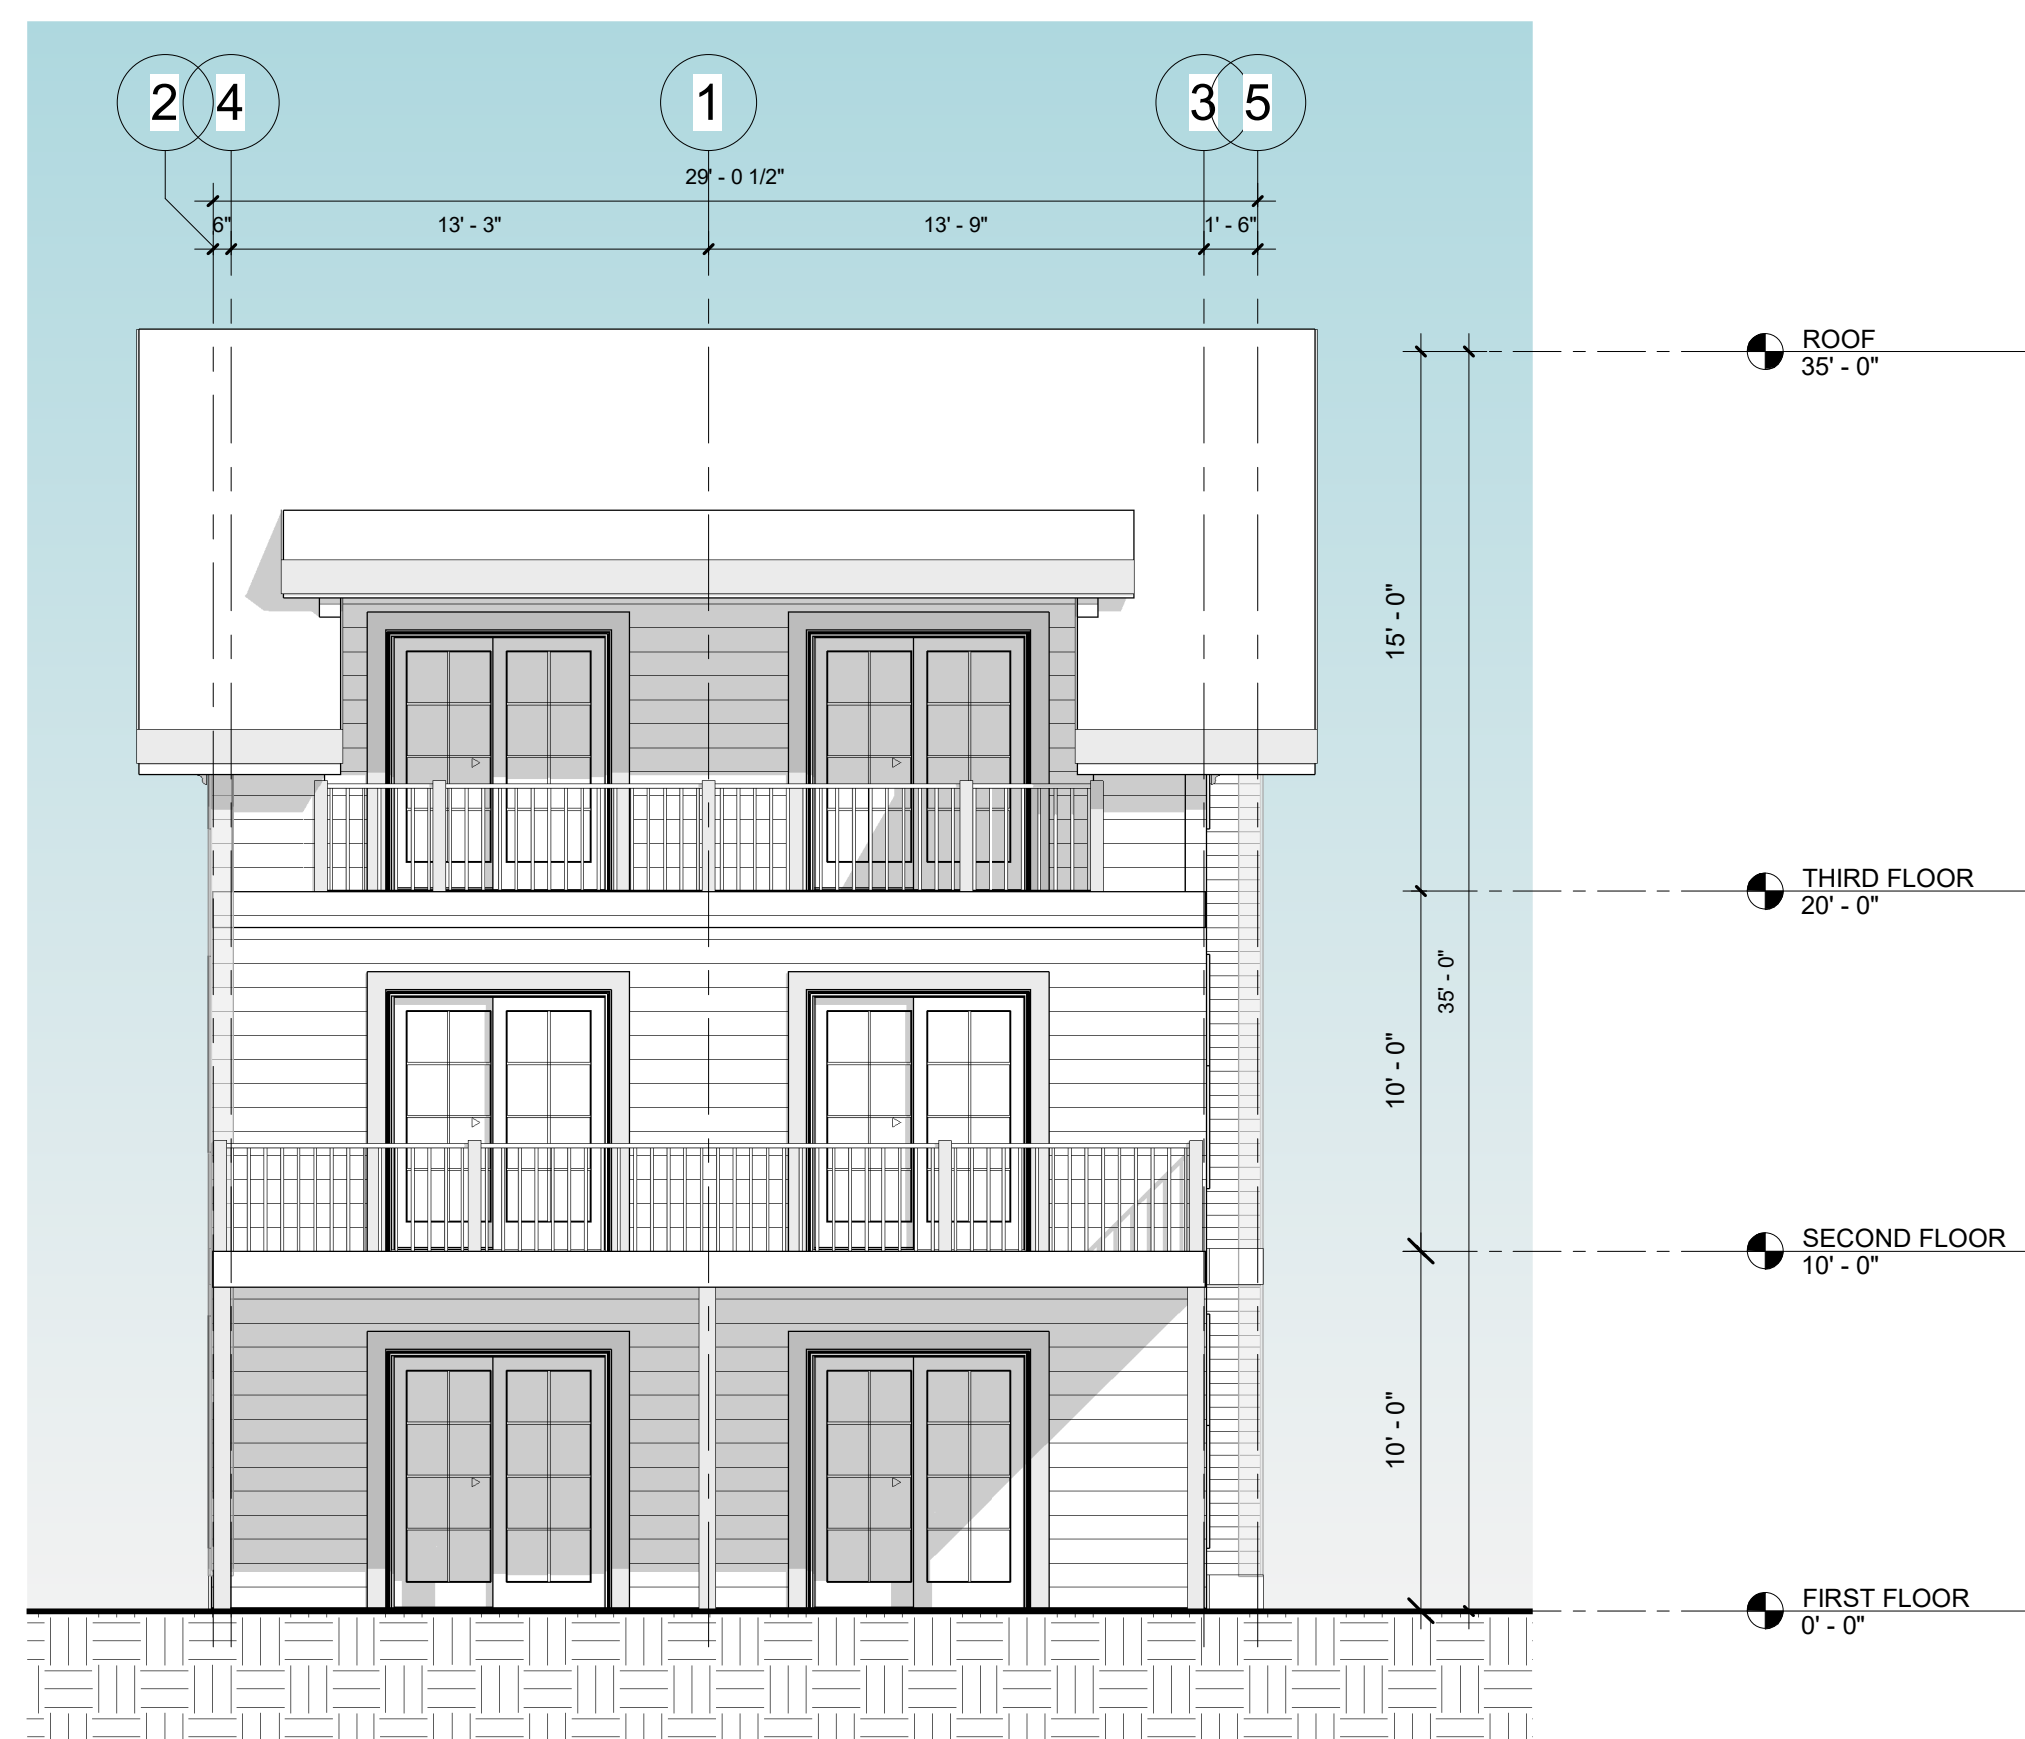 2 4 1 3 5
29' - 0 1/2"
6" 13' - 3" 13' - 9" 1' - 6"
ROOF
35' - 0"
15' - 0"
THIRD FLOOR
20' - 0"
35' - 0"
10' - 0"
SECOND FLOOR
10' - 0"
10' - 0"
FIRST FLOOR
0' - 0"